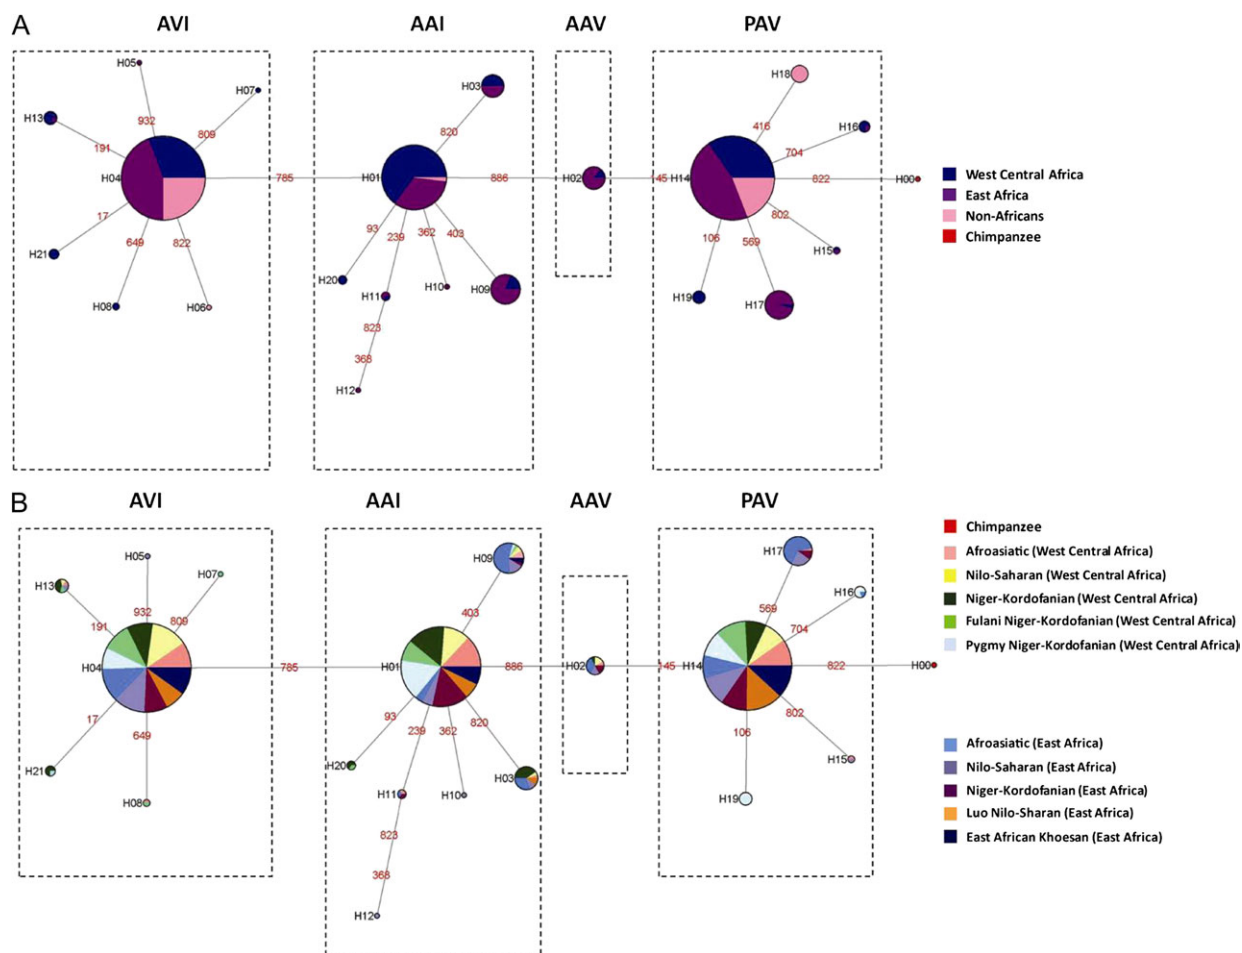 A
AVI
AAI
AAV
PAV
H05
H07
H13
932
809
191
H04
785
17
649
822
H21
H08
H06
H03
820
H01
886
93
239
362
403
H20
H11
H10
H09
823
368
H12
H02
145
H18
416
H16
704
H14
822
H00
802
106
569
H15
H19
H17
West Central Africa
East Africa
Non-Africans
Chimpanzee
B
AVI
AAI
AAV
PAV
H05
H07
H13
932
809
191
H04
785
17
649
H21
H08
H09
403
H01
886
93
239
362
820
H20
H11
H10
H03
823
368
H12
H02
145
H17
569
H16
704
H14
822
H00
802
106
H15
H19
Chimpanzee
Afroasiatic (West Central Africa)
Nilo-Saharan (West Central Africa)
Niger-Kordofanian (West Central Africa)
Fulani Niger-Kordofanian (West Central Africa)
Pygmy Niger-Kordofanian (West Central Africa)
Afroasiatic (East Africa)
Nilo-Saharan (East Africa)
Niger-Kordofanian (East Africa)
Luo Nilo-Sharan (East Africa)
East African Khoesan (East Africa)